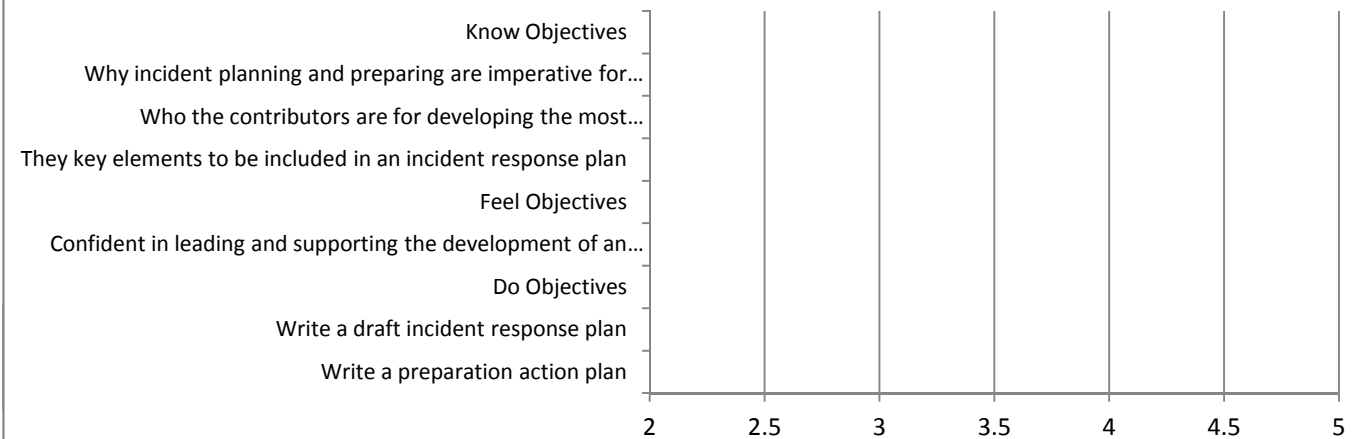 Know Objectives
Why incident planning and preparing are imperative for…
Who the contributors are for developing the most…
They key elements to be included in an incident response plan
Feel Objectives
Confident in leading and supporting the development of an…
Do Objectives
Write a draft incident response plan
Write a preparation action plan
2 2.5 3 3.5 4 4.5 5